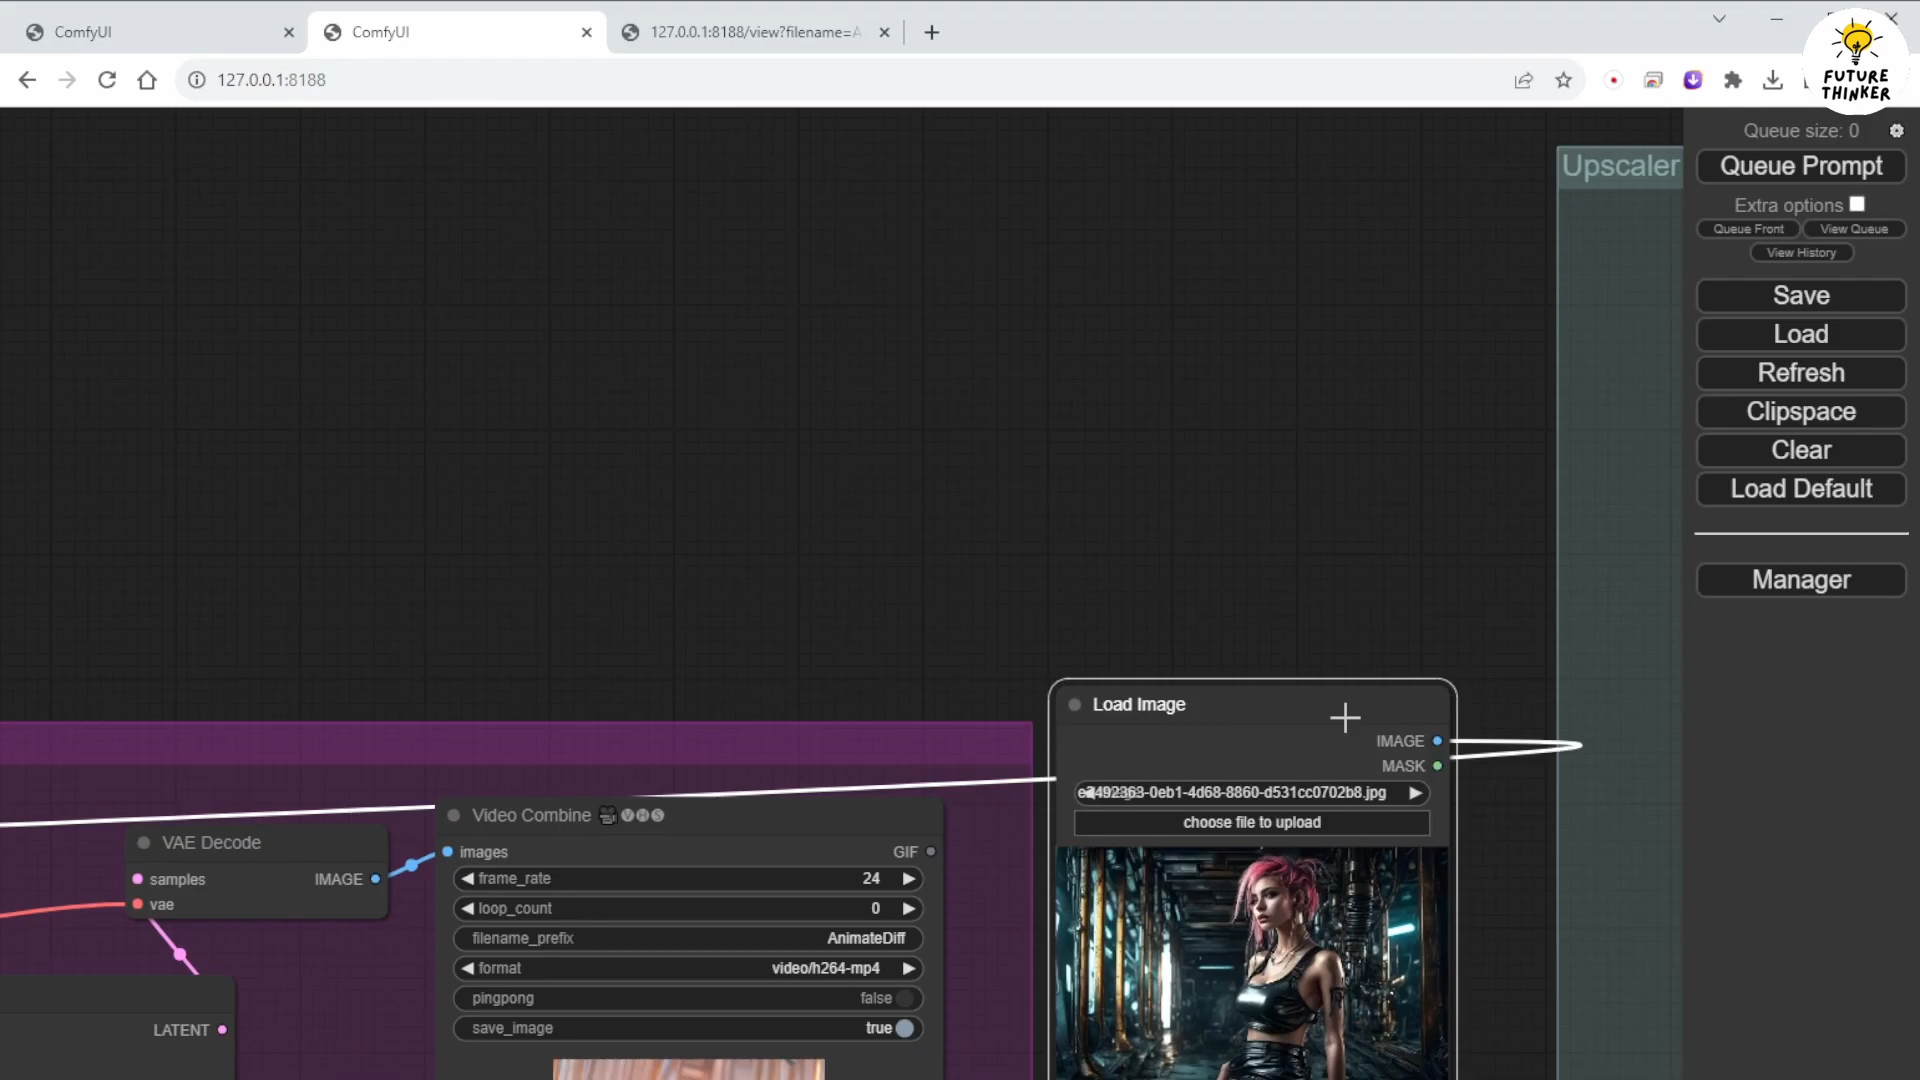 ComfyUI
ComfyUI
127.0.0.1:8188/view?filename=A
FUTURE
THINKER
127.0.0.1:8188
Queue size: 0
Upscaler
Queue Prompt
Extra options
Queue Front
View Queue
View History
Save
Load
Refresh
Clipspace
Clear
Load Default
Manager
Load Image
IMAGE
MASK
-0eb1-4d68-8860-d531cc0702b8.jpg
choose file to upload
Video Combine VHS
VAE Decode
images
GIF
samples
IMAGE
vae
frame_rate 24
loop_count 0
filename_prefix AnimateDiff
format video/h264-mp4
pingpong false
save_image true
LATENT